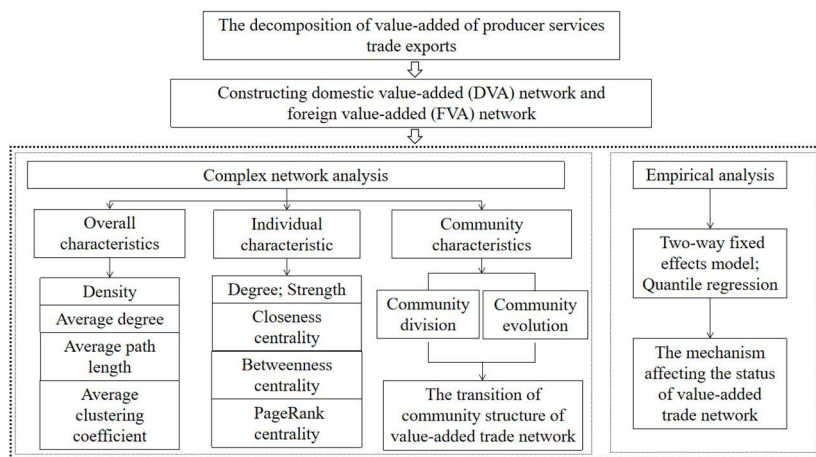 The decomposition of value-added of producer services
trade exports
Constructing domestic value-added (DVA) network and
foreign value-added (FVA) network
Complex network analysis
Overall
characteristics
Density
Average degree
Average path
length
Average
clustering
coefficient
Individual
characteristic
Degree; Strength
Closeness
centrality
Betweenness
centrality
PageRank
centrality
Community
characteristics
Community
division
Community
evolution
The transition of
community structure of
value-added trade network
Empirical analysis
Two-way fixed
effects model;
Quantile regression
The mechanism
affecting the status
of value-added
trade network